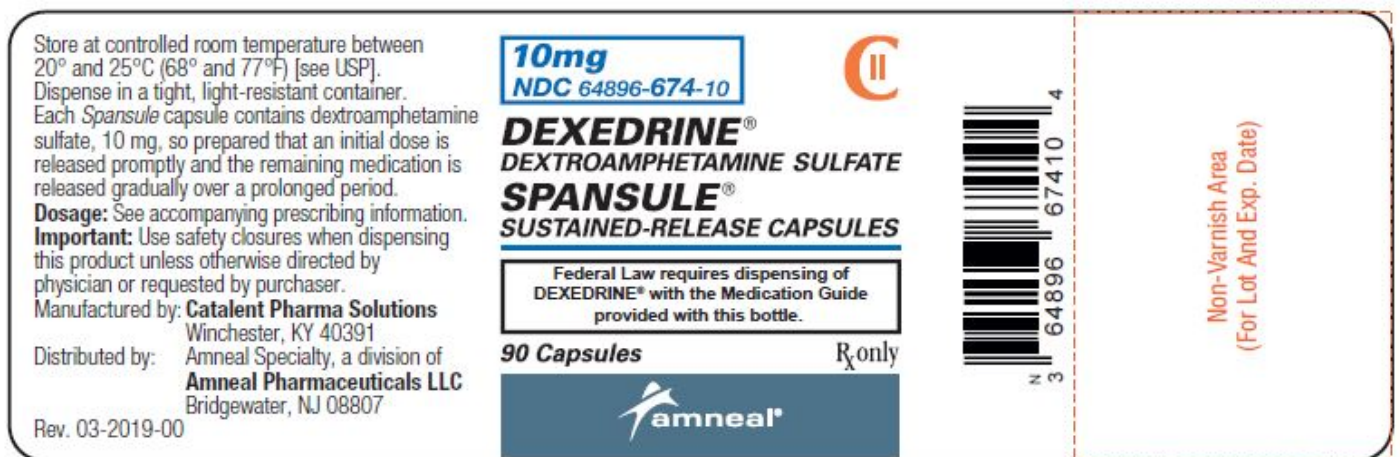 Store at controlled room temperature between
20° and 25°C (68° and 77°F) [see USP].
Dispense in a tight, light-resistant container.
Each Spansule capsule contains dextroamphetamine
sulfate, 10 mg, so prepared that an initial dose is
released promptly and the remaining medication is
released gradually over a prolonged period.
Dosage: See accompanying prescribing information.
Important: Use safety closures when dispensing
this product unless otherwise directed by
physician or requested by purchaser.
Manufactured by: Catalent Pharma Solutions
Winchester, KY 40391
Distributed by: Amneal Specialty, a division of
Amneal Pharmaceuticals LLC
Bridgewater, NJ 08807
Rev. 03-2019-00
10mg
NDC 64896-674-10
CII
DEXEDRINE®
DEXTROAMPHETAMINE SULFATE
SPANSULE®
SUSTAINED-RELEASE CAPSULES
Federal Law requires dispensing of
DEXEDRINE® with the Medication Guide
provided with this bottle.
90 Capsules
Rx only
amneal®
N 3 64896 67410 4
Non-Varnish Area
(For Lot And Exp. Date)